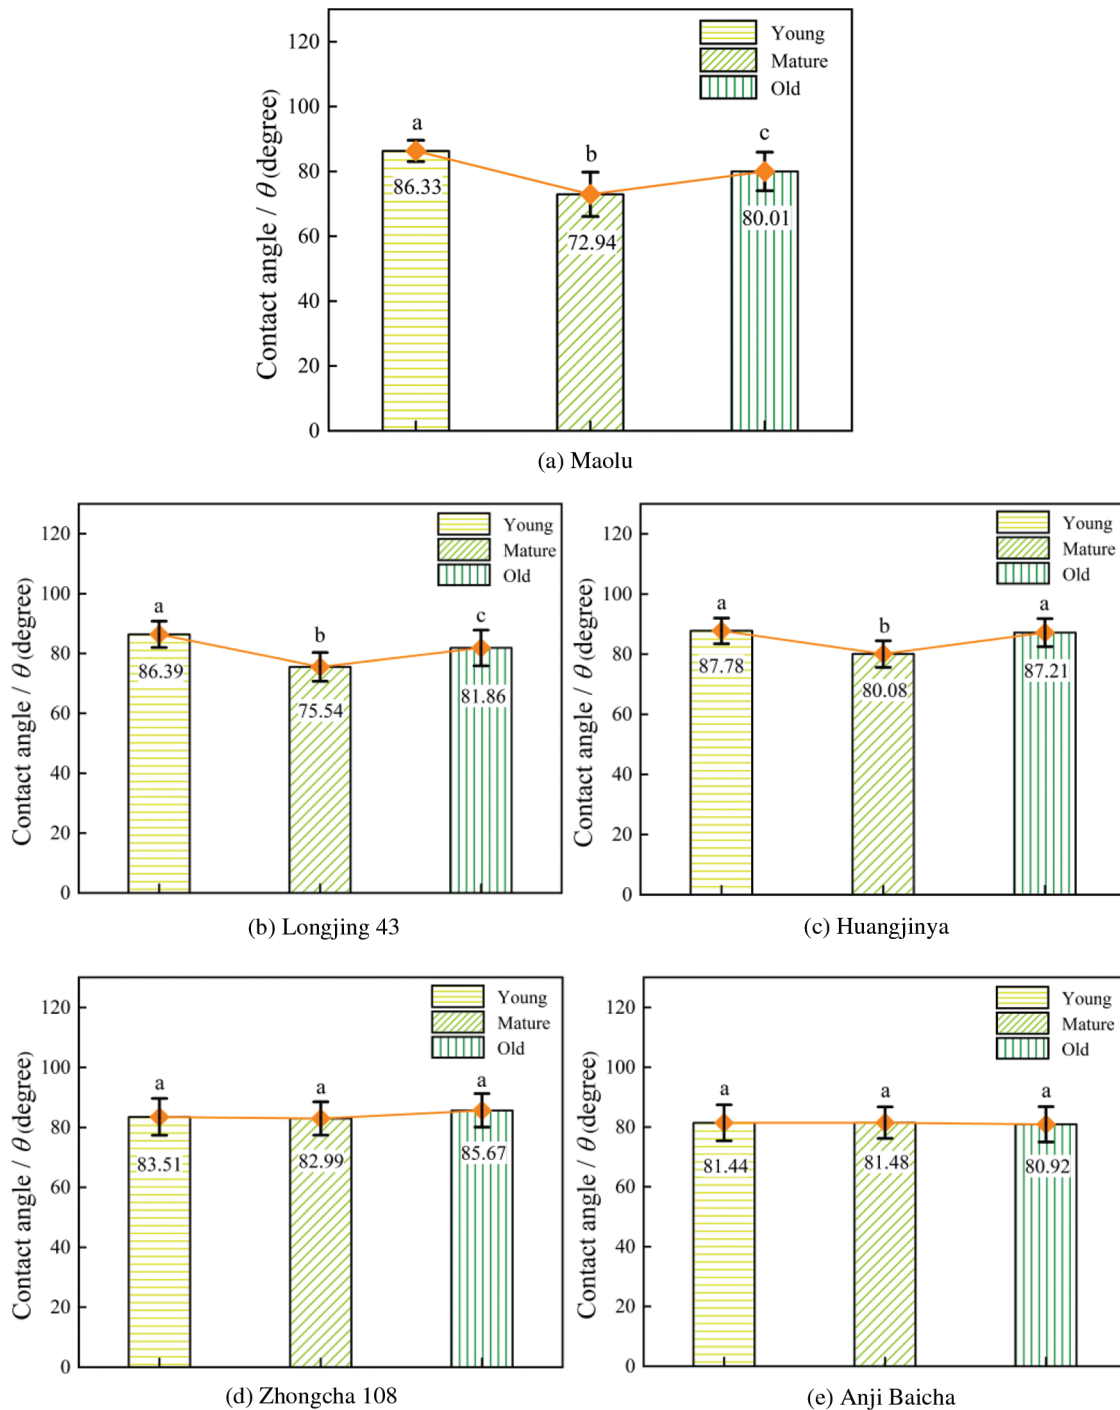 Contact angle / θ (degree)
120
100
80
60
40
20
0
Young
Mature
Old
a
b
c
86.33
72.94
80.01
(a) Maolu
Contact angle / θ (degree)
120
100
80
60
40
20
0
Young
Mature
Old
a
b
c
86.39
75.54
81.86
(b) Longjing 43
Contact angle / θ (degree)
120
100
80
60
40
20
0
Young
Mature
Old
a
b
a
87.78
80.08
87.21
(c) Huangjinya
Contact angle / θ (degree)
120
100
80
60
40
20
0
Young
Mature
Old
a
a
a
83.51
82.99
85.67
(d) Zhongcha 108
Contact angle / θ (degree)
120
100
80
60
40
20
0
Young
Mature
Old
a
a
a
81.44
81.48
80.92
(e) Anji Baicha